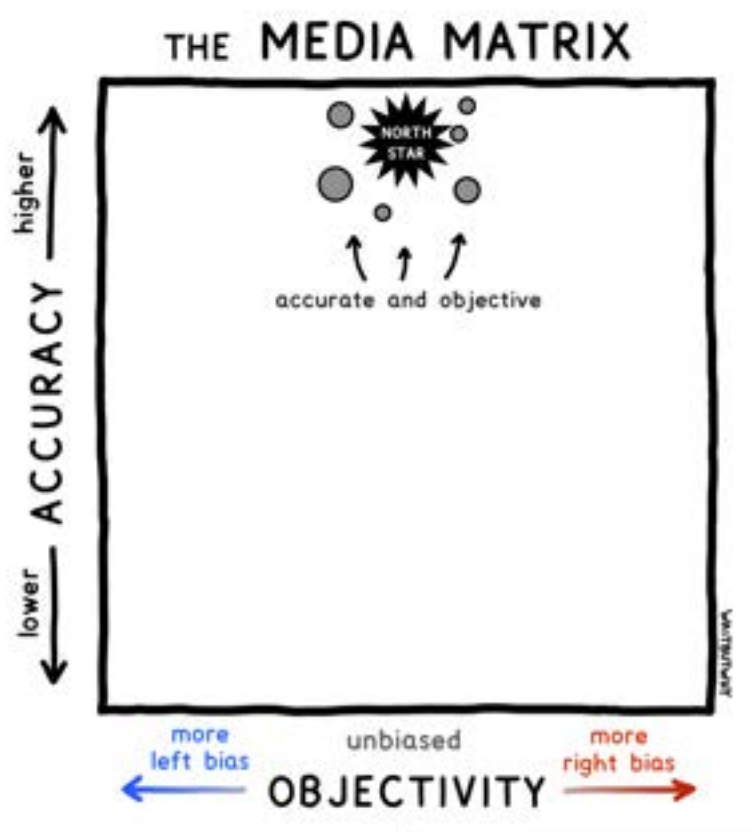 THE MEDIA MATRIX
higher
ACCURACY
lower
NORTH
STAR
accurate and objective
more
left bias
unbiased
more
right bias
OBJECTIVITY
WAITBUTWHY